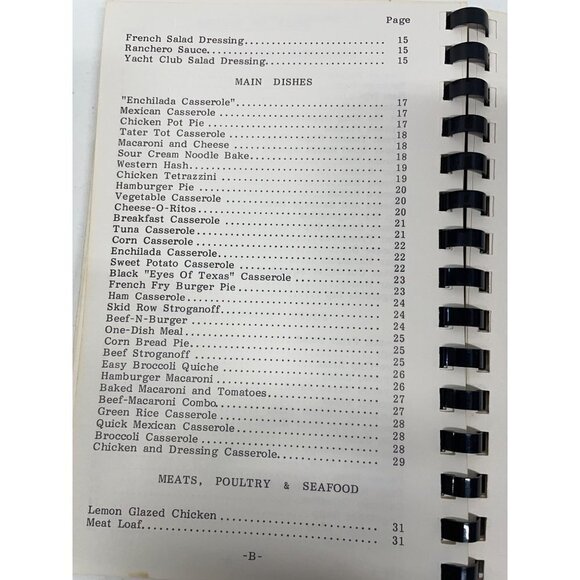 Page
French Salad Dressing........................ 15
Ranchero Sauce............................... 15
Yacht Club Salad Dressing.................... 15
MAIN DISHES
"Enchilada Casserole"........................ 17
Mexican Casserole ........................... 17
Chicken Pot Pie ............................. 17
Tater Tot Casserole ......................... 18
Macaroni and Cheese ......................... 18
Sour Cream Noodle Bake....................... 18
Western Hash................................. 19
Chicken Tetrazzini .......................... 19
Hamburger Pie ............................... 20
Vegetable Casserole ......................... 20
Cheese-O-Ritos............................... 20
Breakfast Casserole ......................... 21
Tuna Casserole............................... 21
Corn Casserole .............................. 22
Enchilada Casserole.......................... 22
Sweet Potato Casserole ...................... 22
Black "Eyes Of Texas" Casserole ............. 23
French Fry Burger Pie ....................... 23
Ham Casserole................................ 24
Skid Row Stroganoff.......................... 24
Beef-N-Burger ............................... 24
One-Dish Meal................................ 25
Corn Bread Pie............................... 25
Beef Stroganoff ............................. 25
Easy Broccoli Quiche ........................ 26
Hamburger Macaroni .......................... 26
Baked Macaroni and Tomatoes.................. 27
Beef-Macaroni Combo.......................... 27
Green Rice Casserole ........................ 28
Quick Mexican Casserole ..................... 28
Broccoli Casserole .......................... 28
Chicken and Dressing Casserole............... 29
MEATS, POULTRY & SEAFOOD
Lemon Glazed Chicken ........................ 31
Meat Loaf.................................... 31
-B-